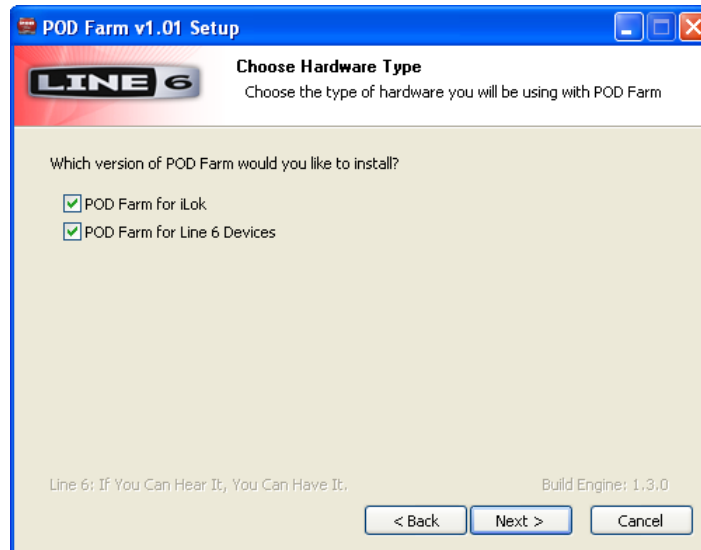 POD Farm v1.01 Setup
LINE 6
Choose Hardware Type
Choose the type of hardware you will be using with POD Farm
Which version of POD Farm would you like to install?
POD Farm for iLok
POD Farm for Line 6 Devices
Line 6: If You Can Hear It, You Can Have It.
Build Engine: 1.3.0
< Back
Next >
Cancel